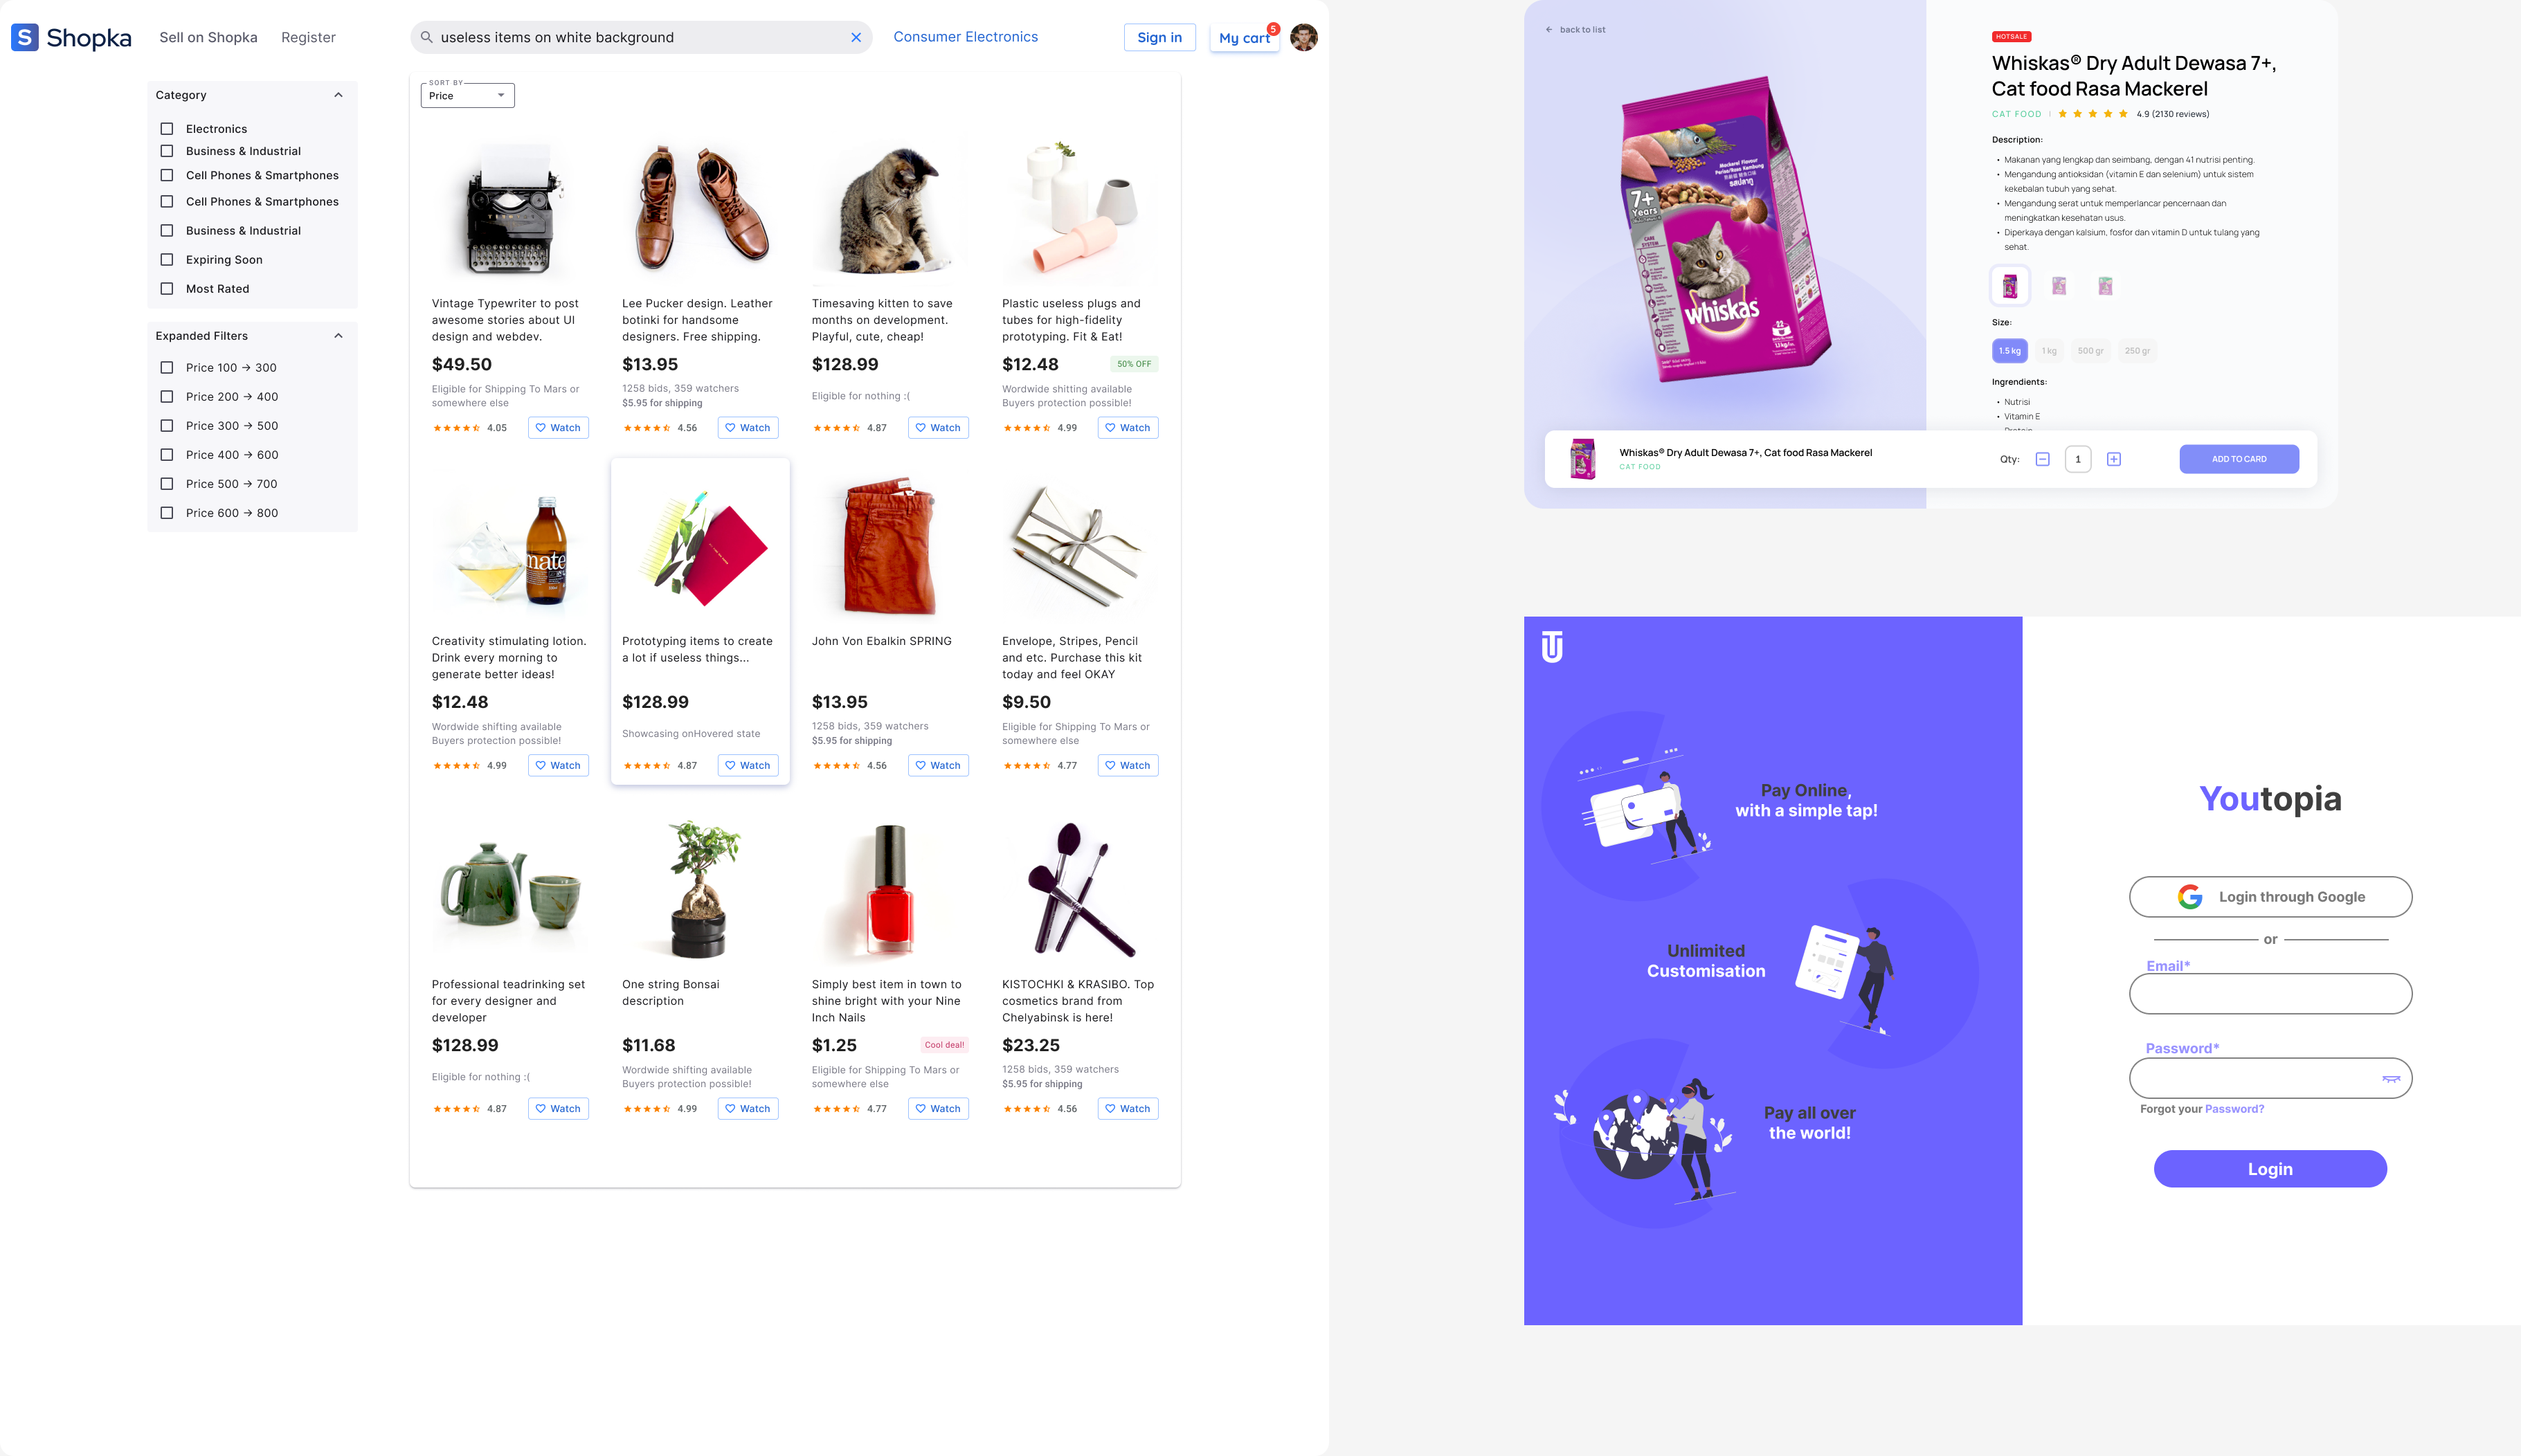 S Shopka
Sell on Shopka
Register
useless items on white background
Consumer Electronics
Sign in
My cart
5
Category
Electronics
Business & Industrial
Cell Phones & Smartphones
Cell Phones & Smartphones
Business & Industrial
Expiring Soon
Most Rated
Expanded Filters
Price 100 → 300
Price 200 → 400
Price 300 → 500
Price 400 → 600
Price 500 → 700
Price 600 → 800
SORT BY
Price
Vintage Typewriter to post
awesome stories about UI
design and webdev.
$49.50
Eligible for Shipping To Mars or
somewhere else
4.05
Watch
Lee Pucker design. Leather
botinki for handsome
designers. Free shipping.
$13.95
1258 bids, 359 watchers
$5.95 for shipping
4.56
Watch
Timesaving kitten to save
months on development.
Playful, cute, cheap!
$128.99
Eligible for nothing :(
4.87
Watch
Plastic useless plugs and
tubes for high-fidelity
prototyping. Fit & Eat!
$12.48
50% OFF
Wordwide shitting available
Buyers protection possible!
4.99
Watch
mate
Creativity stimulating lotion.
Drink every morning to
generate better ideas!
$12.48
Wordwide shifting available
Buyers protection possible!
4.99
Watch
Prototyping items to create
a lot if useless things...
$128.99
Showcasing onHovered state
4.87
Watch
John Von Ebalkin SPRING
$13.95
1258 bids, 359 watchers
$5.95 for shipping
4.56
Watch
Envelope, Stripes, Pencil
and etc. Purchase this kit
today and feel OKAY
$9.50
Eligible for Shipping To Mars or
somewhere else
4.77
Watch
Professional teadrinking set
for every designer and
developer
$128.99
Eligible for nothing :(
4.87
Watch
One string Bonsai
description
$11.68
Wordwide shifting available
Buyers protection possible!
4.99
Watch
Simply best item in town to
shine bright with your Nine
Inch Nails
$1.25
Cool deal!
Eligible for Shipping To Mars or
somewhere else
4.77
Watch
KISTOCHKI & KRASIBO. Top
cosmetics brand from
Chelyabinsk is here!
$23.25
1258 bids, 359 watchers
$5.95 for shipping
4.56
Watch
← back to list
7+
Years
whiskas
HOTSALE
Whiskas® Dry Adult Dewasa 7+,
Cat food Rasa Mackerel
CAT FOOD
4.9 (2130 reviews)
Description:
• Makanan yang lengkap dan seimbang, dengan 41 nutrisi penting.
• Mengandung antioksidan (vitamin E dan selenium) untuk sistem
kekebalan tubuh yang sehat.
• Mengandung serat untuk memperlancar pencernaan dan
meningkatkan kesehatan usus.
• Diperkaya dengan kalsium, fosfor dan vitamin D untuk tulang yang
sehat.
Size:
1.5 kg
1 kg
500 gr
250 gr
Ingrendients:
• Nutrisi
• Vitamin E
Whiskas® Dry Adult Dewasa 7+, Cat food Rasa Mackerel
CAT FOOD
Qty:
1
ADD TO CARD
Pay Online,
with a simple tap!
Unlimited
Customisation
Pay all over
the world!
Youtopia
Login through Google
or
Email*
Password*
Forgot your Password?
Login